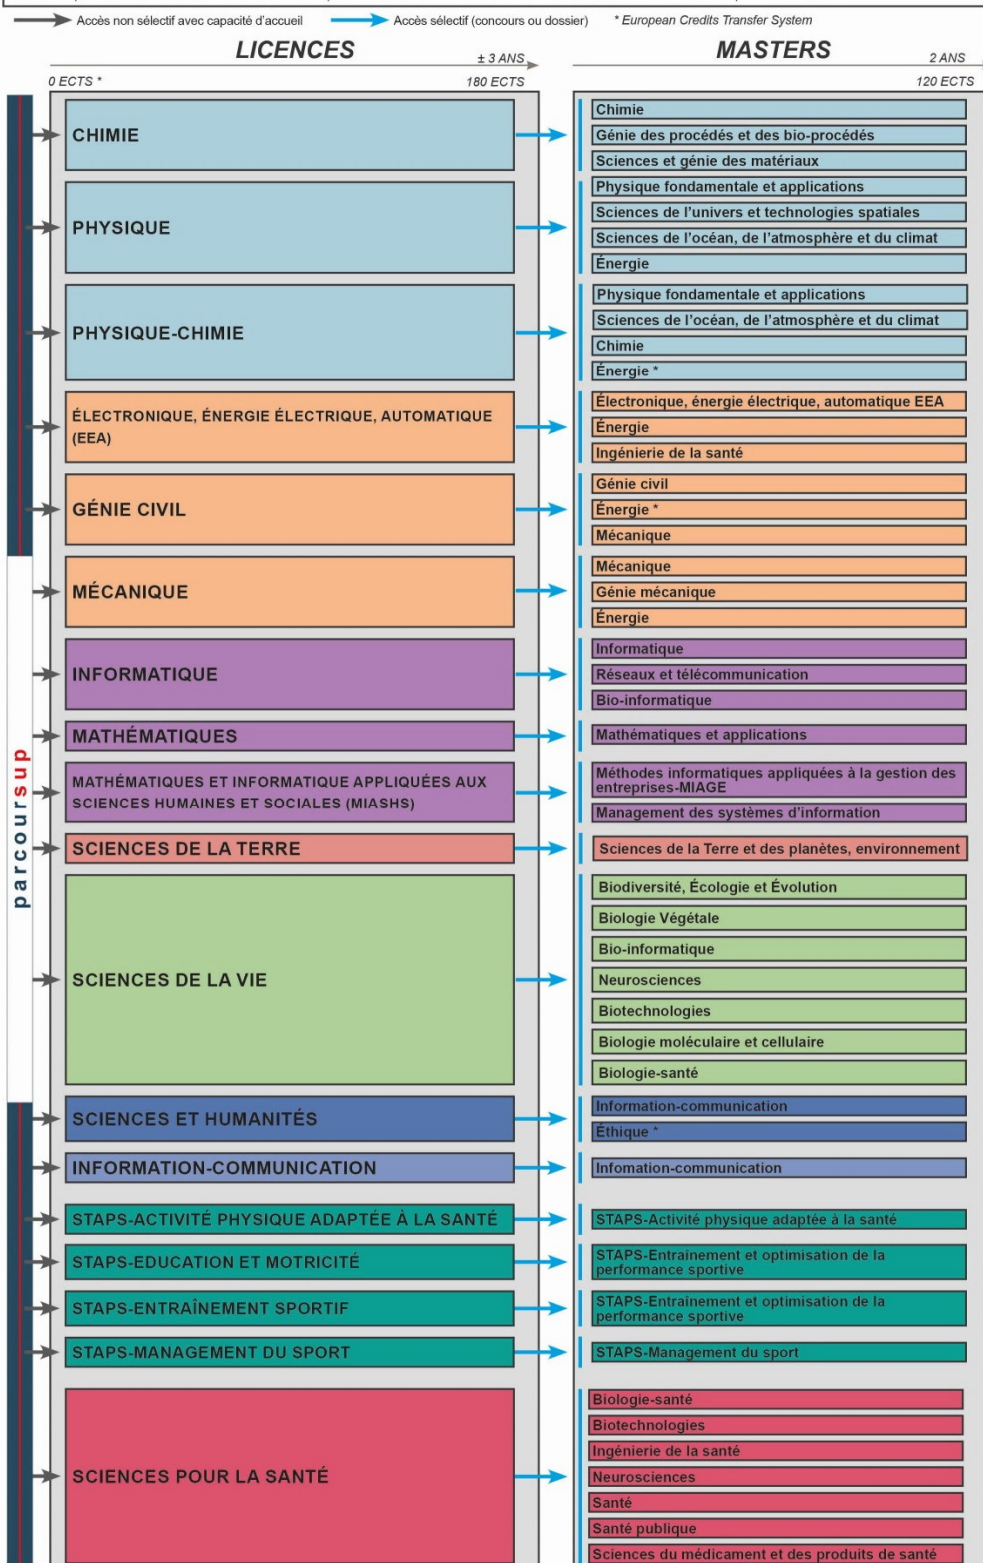 Accès non sélectif avec capacité d'accueil
Accès sélectif (concours ou dossier)
* European Credits Transfer System
LICENCES
± 3 ANS
MASTERS
2 ANS
0 ECTS *
180 ECTS
120 ECTS
parcoursup
CHIMIE
Chimie
Génie des procédés et des bio-procédés
Sciences et génie des matériaux
PHYSIQUE
Physique fondamentale et applications
Sciences de l'univers et technologies spatiales
Sciences de l'océan, de l'atmosphère et du climat
Énergie
PHYSIQUE-CHIMIE
Physique fondamentale et applications
Sciences de l'océan, de l'atmosphère et du climat
Chimie
Énergie *
ÉLECTRONIQUE, ÉNERGIE ÉLECTRIQUE, AUTOMATIQUE
(EEA)
Électronique, énergie électrique, automatique EEA
Énergie
Ingénierie de la santé
GÉNIE CIVIL
Génie civil
Énergie *
Mécanique
MÉCANIQUE
Mécanique
Génie mécanique
Énergie
INFORMATIQUE
Informatique
Réseaux et télécommunication
Bio-informatique
MATHÉMATIQUES
Mathématiques et applications
MATHÉMATIQUES ET INFORMATIQUE APPLIQUÉES AUX
SCIENCES HUMAINES ET SOCIALES (MIASHS)
Méthodes informatiques appliquées à la gestion des
entreprises-MIAGE
Management des systèmes d'information
SCIENCES DE LA TERRE
Sciences de la Terre et des planètes, environnement
SCIENCES DE LA VIE
Biodiversité, Écologie et Évolution
Biologie Végétale
Bio-informatique
Neurosciences
Biotechnologies
Biologie moléculaire et cellulaire
Biologie-santé
SCIENCES ET HUMANITÉS
Information-communication
Éthique *
INFORMATION-COMMUNICATION
Infomation-communication
STAPS-ACTIVITÉ PHYSIQUE ADAPTÉE À LA SANTÉ
STAPS-Activité physique adaptée à la santé
STAPS-EDUCATION ET MOTRICITÉ
STAPS-Entraînement et optimisation de la
performance sportive
STAPS-ENTRAÎNEMENT SPORTIF
STAPS-Entrainement et optimisation de la
performance sportive
STAPS-MANAGEMENT DU SPORT
STAPS-Management du sport
SCIENCES POUR LA SANTÉ
Biologie-santé
Biotechnologies
Ingénierie de la santé
Neurosciences
Santé
Santé publique
Sciences du médicament et des produits de santé